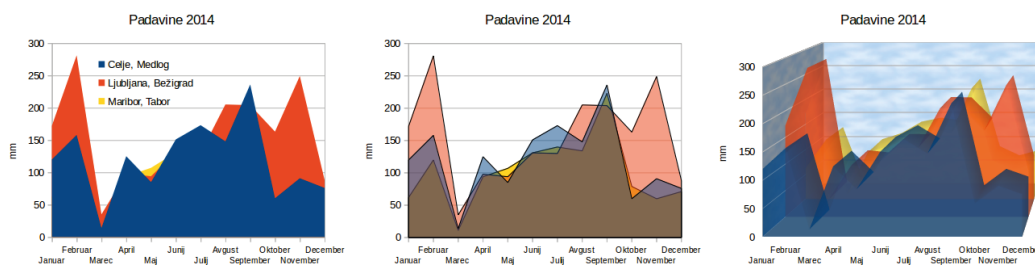 Padavine 2014
300
250
200
150
100
50
0
mm
Celje, Medlog
Ljubljana, Bežigrad
Maribor, Tabor
Februar April Junij August Oktober December
Januar Marec Maj Julij September November
Padavine 2014
300
250
200
150
100
50
0
mm
Februar April Junij August Oktober December
Januar Marec Maj Julij September November
Padavine 2014
300
250
200
150
100
50
0
mm
Februar April Junij August Oktober December
Januar Marec Maj Julij September November